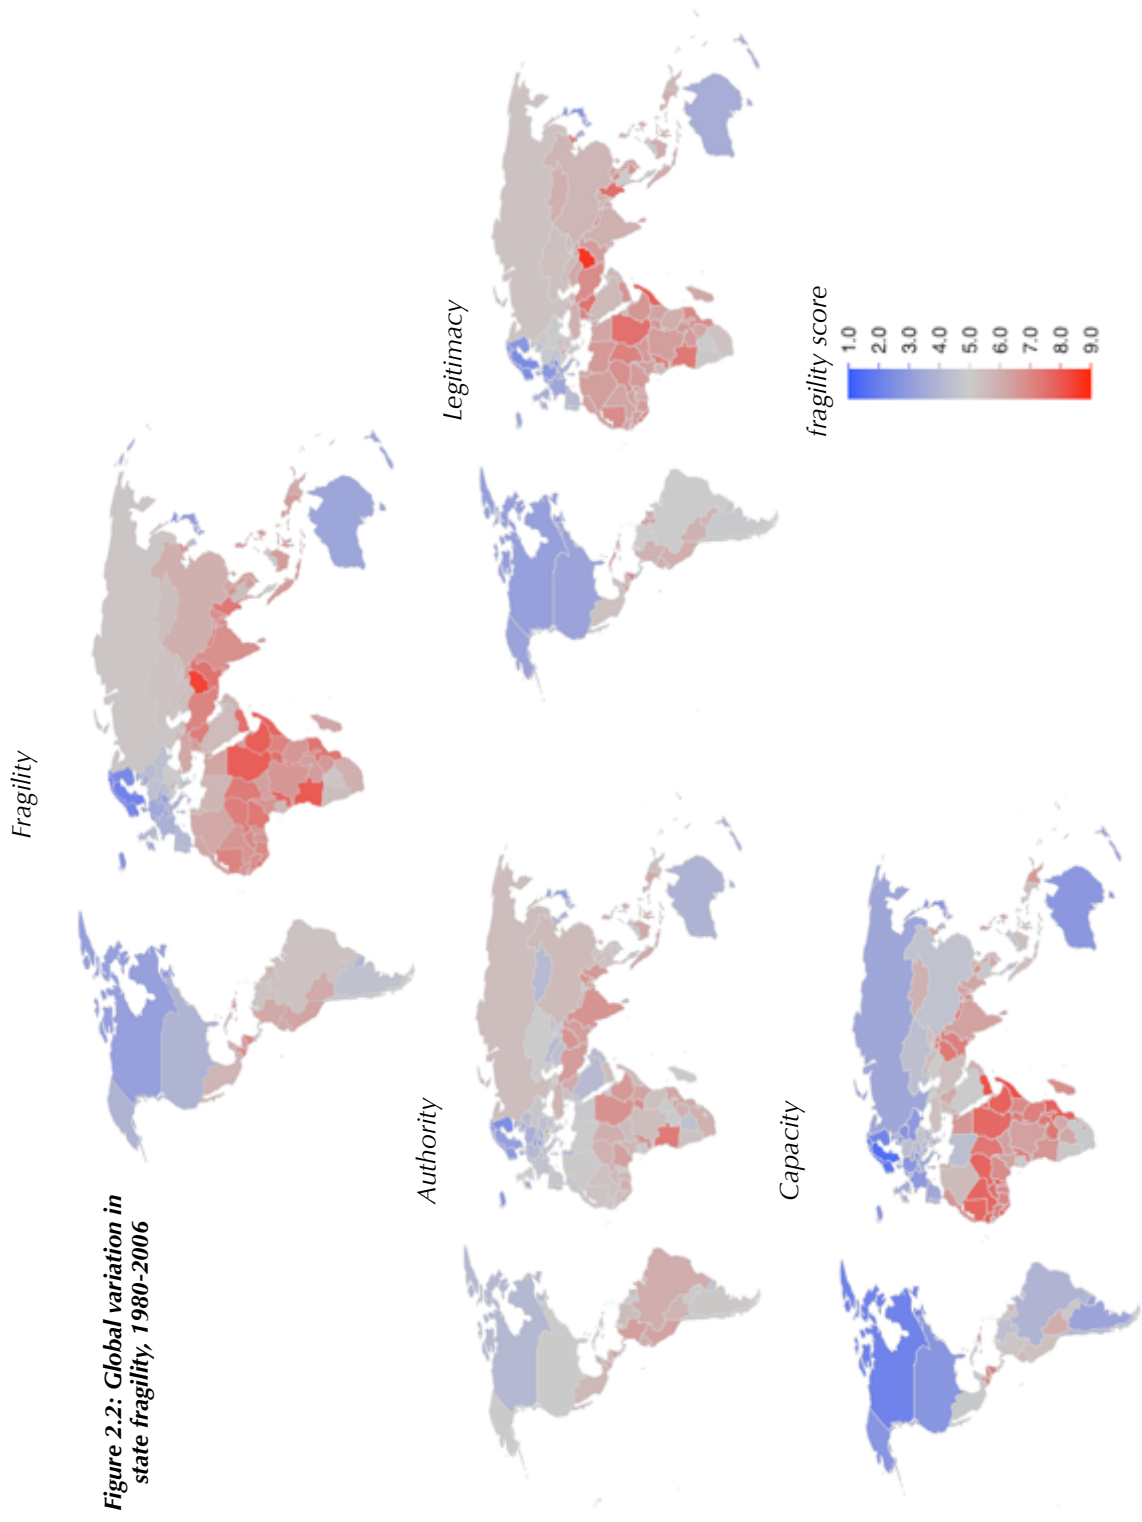 Figure 2.2: Global variation in
state fragility, 1980-2006
Fragility
Authority
Legitimacy
Capacity
fragility score
1.0
2.0
3.0
4.0
5.0
6.0
7.0
8.0
9.0